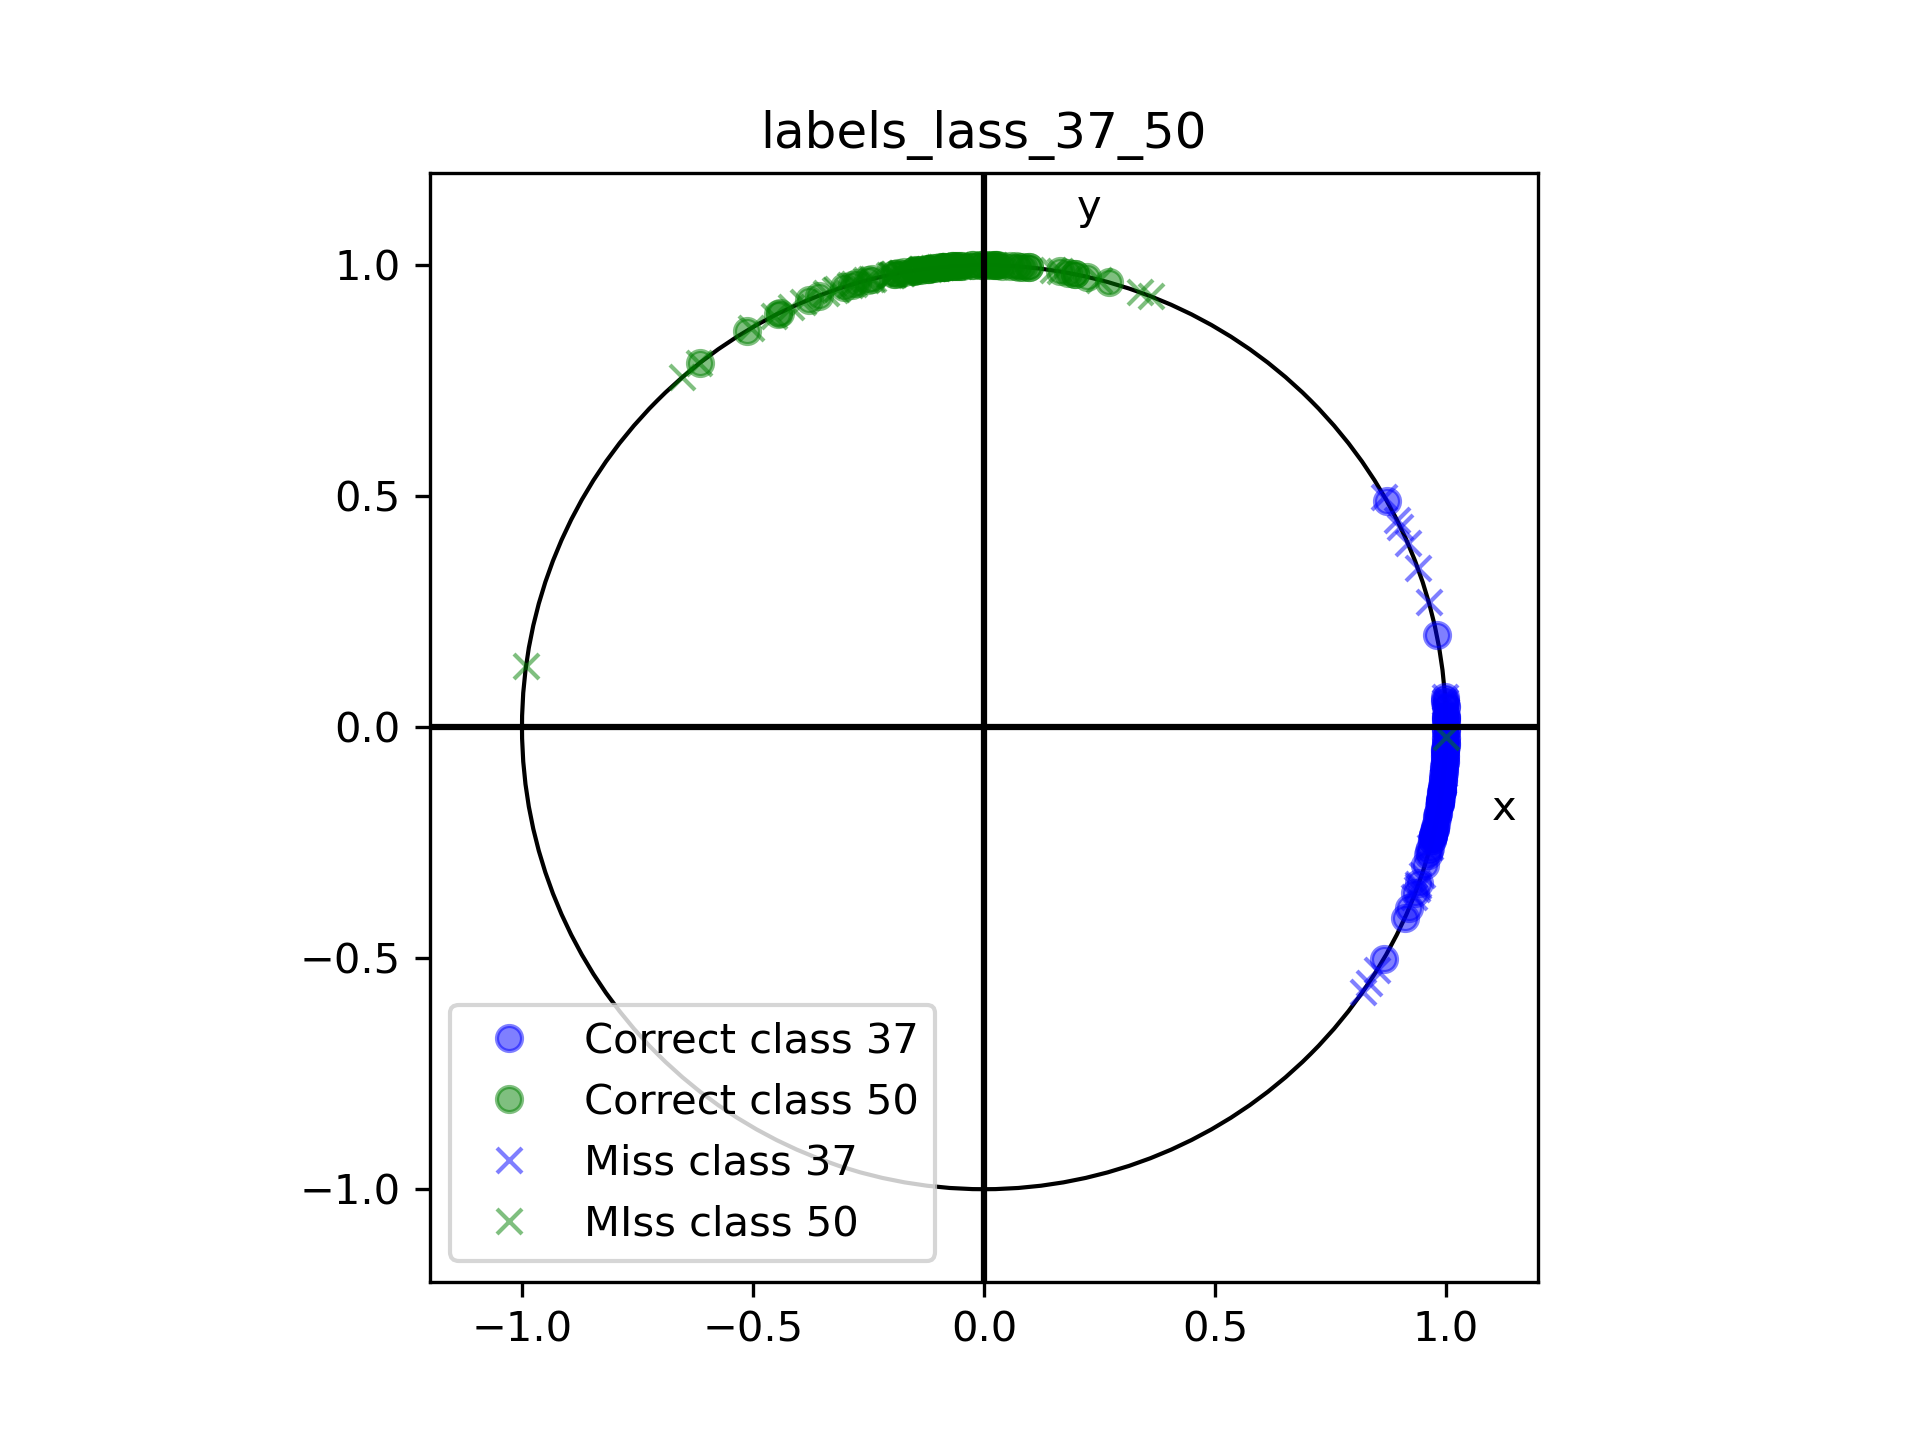 labels_lass_37_50
y
1.0
0.5
0.0
x
−0.5
−1.0
Correct class 37
Correct class 50
Miss class 37
MIss class 50
−1.0 −0.5 0.0 0.5 1.0